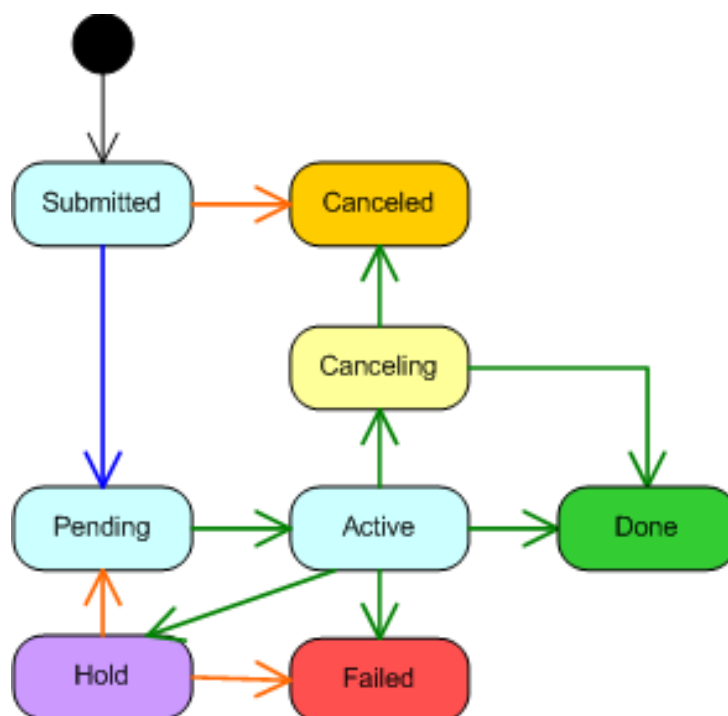 Submitted
Canceled
Canceling
Pending
Active
Done
Hold
Failed